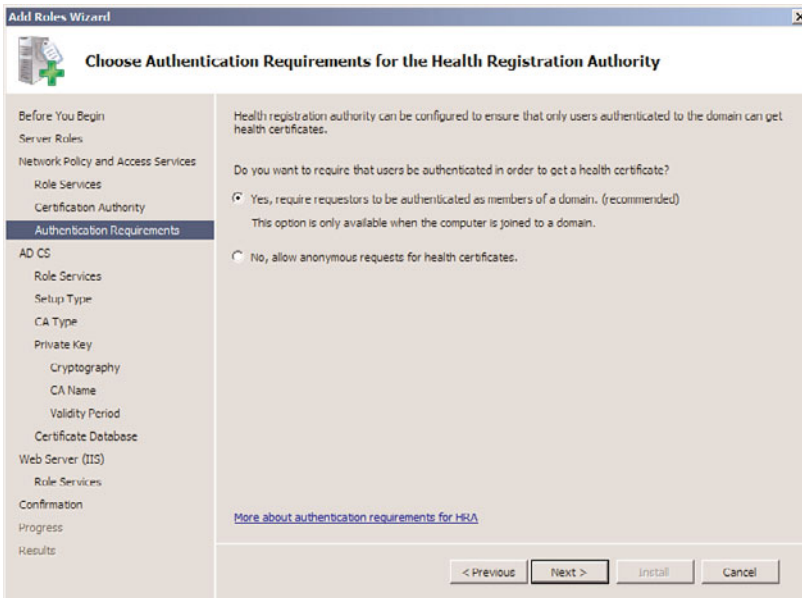 Add Roles Wizard
X
Choose Authentication Requirements for the Health Registration Authority
Before You Begin
Server Roles
Network Policy and Access Services
Role Services
Certification Authority
Authentication Requirements
AD CS
Role Services
Setup Type
CA Type
Private Key
Cryptography
CA Name
Validity Period
Certificate Database
Web Server (IIS)
Role Services
Confirmation
Progress
Results
Health registration authority can be configured to ensure that only users authenticated to the domain can get
health certificates.
Do you want to require that users be authenticated in order to get a health certificate?
Yes, require requestors to be authenticated as members of a domain. (recommended)
This option is only available when the computer is joined to a domain.
No, allow anonymous requests for health certificates.
More about authentication requirements for HRA
< Previous
Next >
Install
Cancel